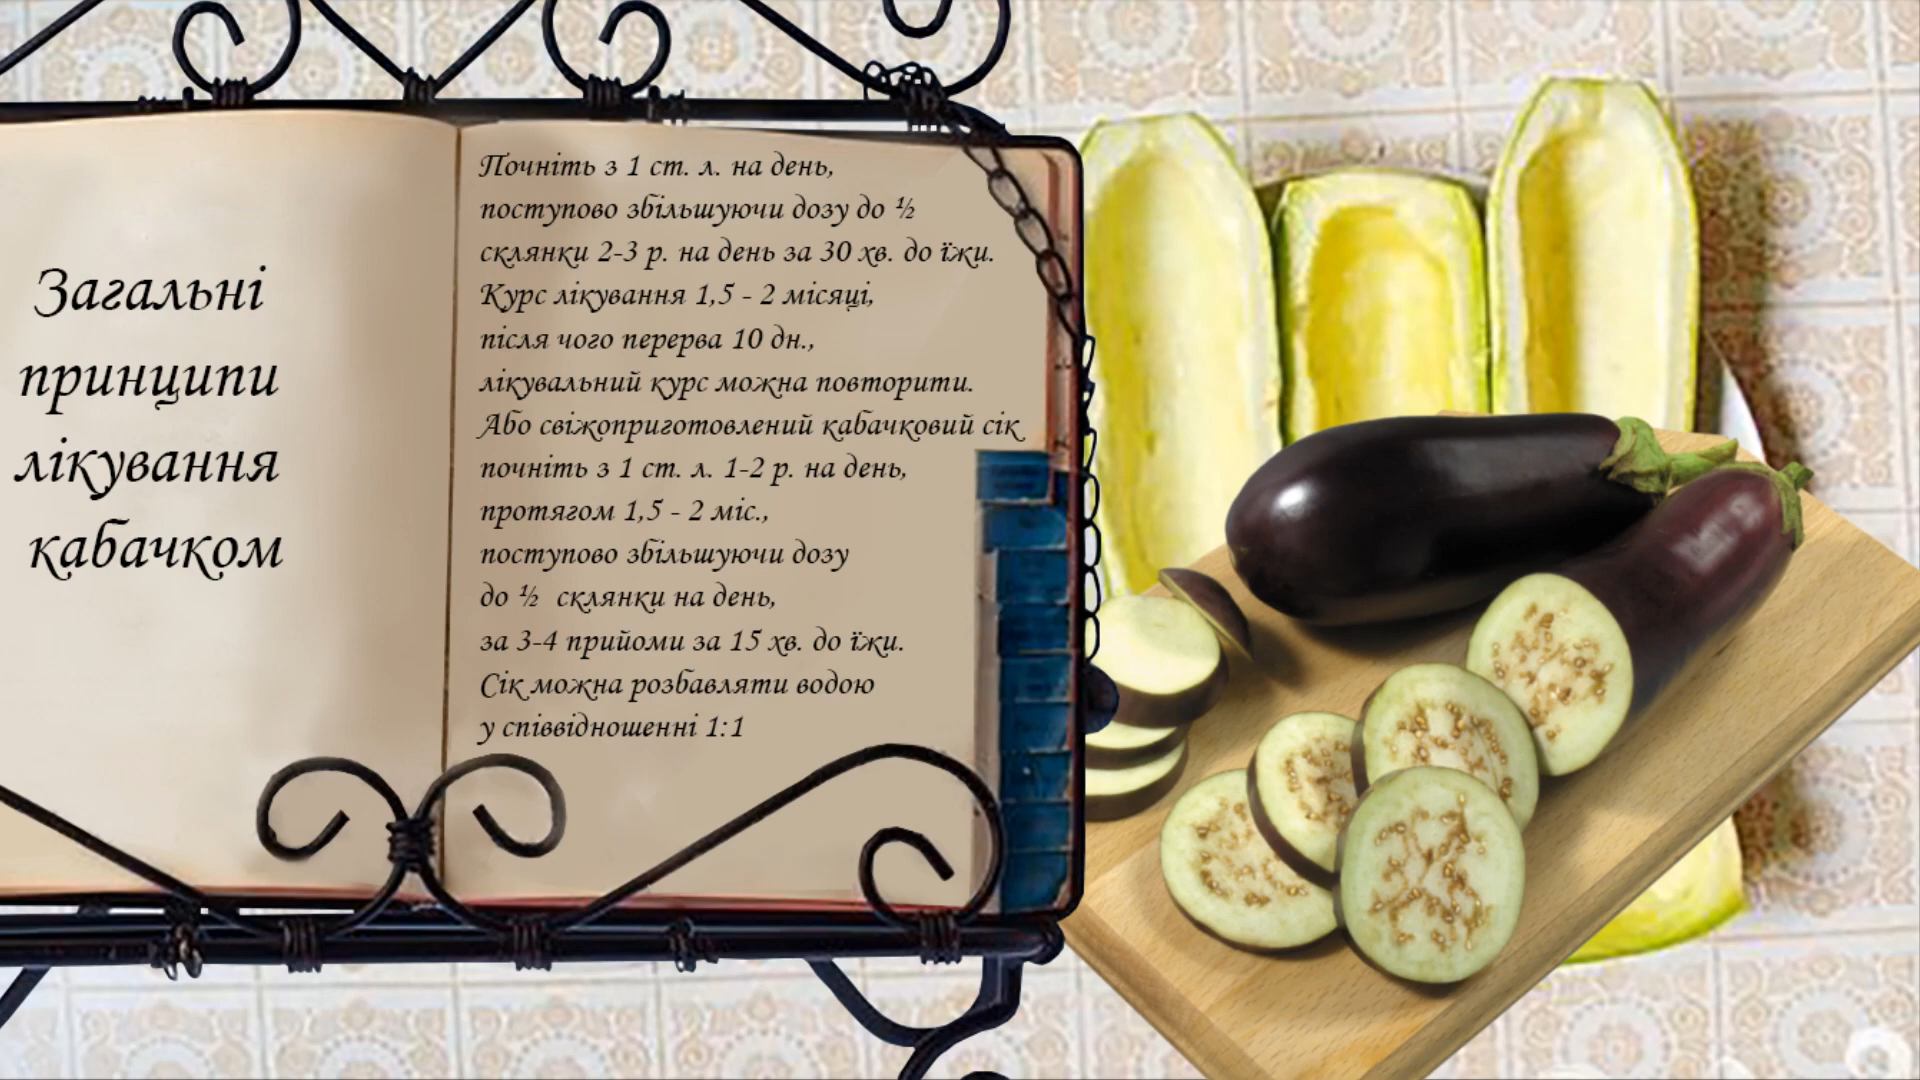 Загальні
принципи
лікування
кабачком
Почніть з 1 ст. л. на день,
поступово збільшуючи дозу до ½
склянки 2-3 р. на день за 30 хв. до їжи.
Курс лікування 1,5 - 2 місяці,
після чого перерва 10 дн.,
лікувальний курс можна повторити.
Або свіжоприготовлений кабачковий сік
почніть з 1 ст. л. 1-2 р. на день,
протягом 1,5 - 2 міс.,
поступово збільшуючи дозу
до ½ склянки на день,
за 3-4 прийоми за 15 хв. до їжи.
Сік можна розбавляти водою
у співвідношенні 1:1